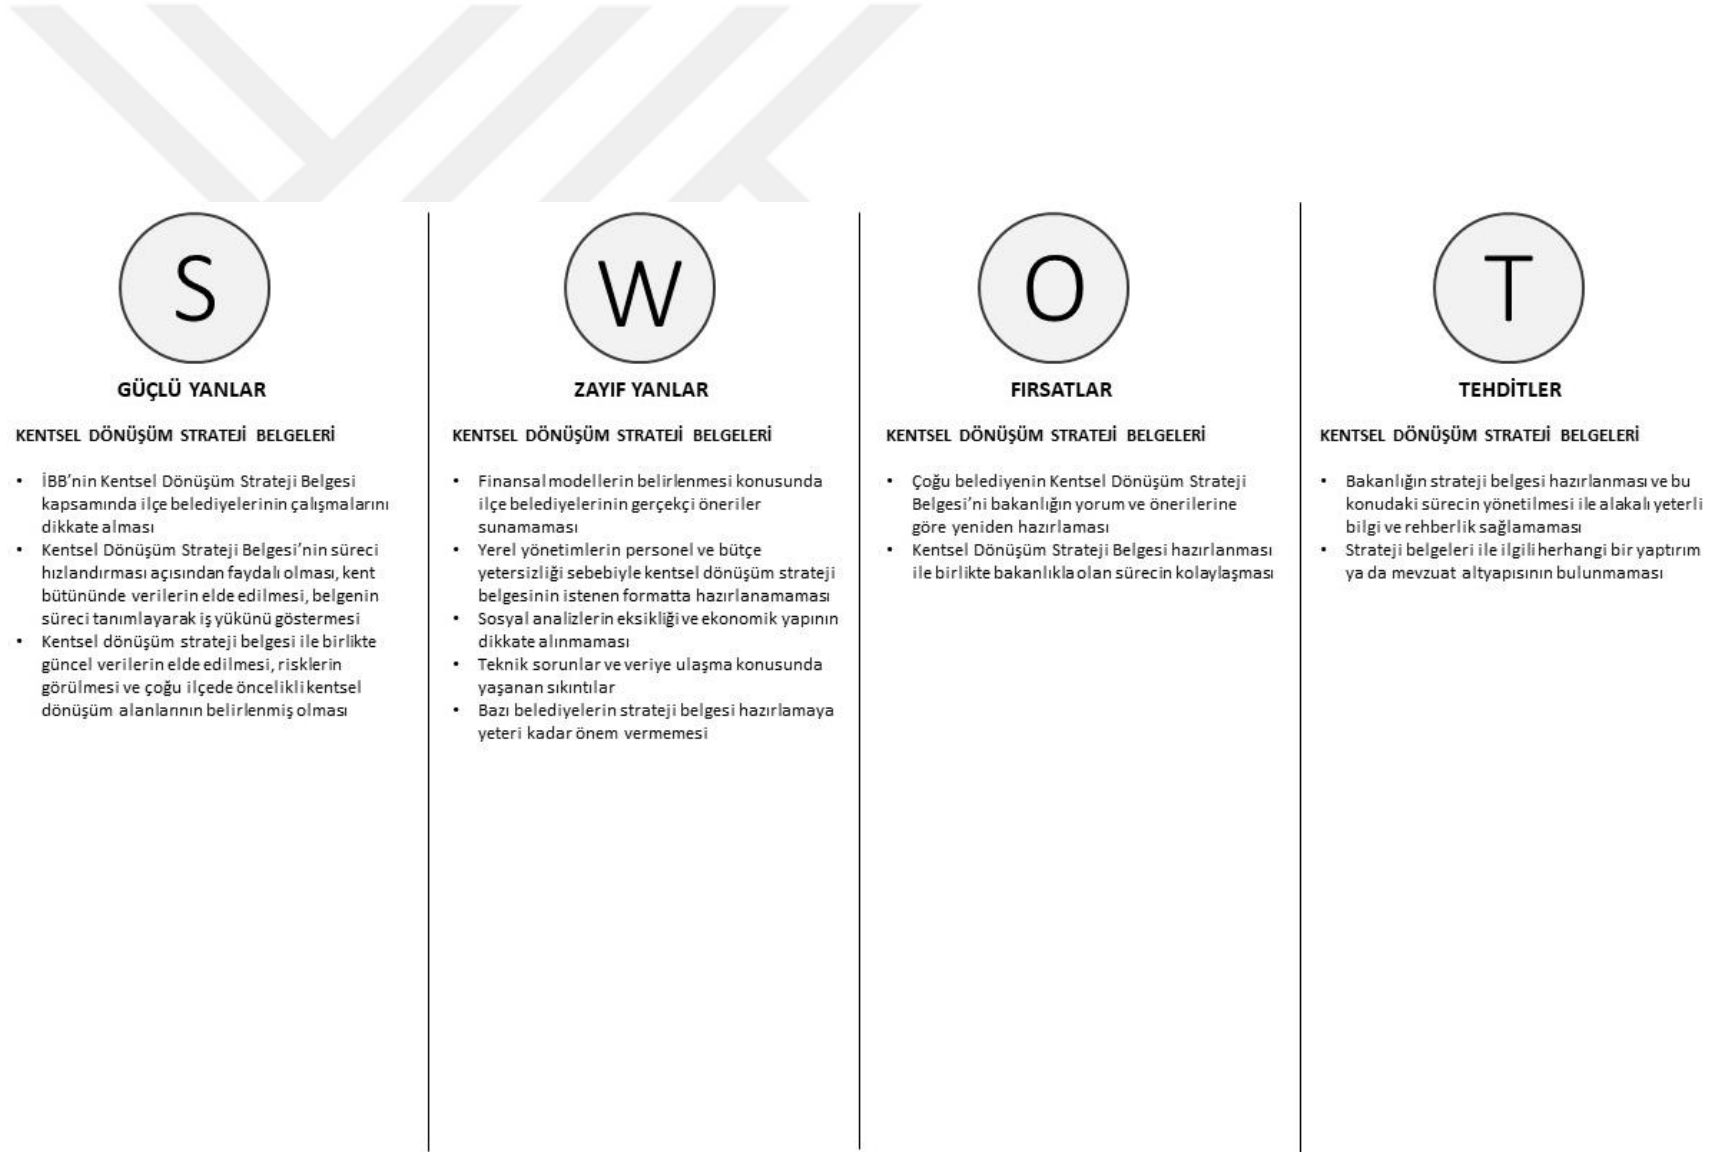 S
GÜÇLÜ YANLAR
KENTSEL DÖNÜŞÜM STRATEJİ BELGELERİ
• İBB'nin Kentsel Dönüşüm Strateji Belgesi
kapsamında ilçe belediyelerinin çalışmalarını
dikkate alması
• Kentsel Dönüşüm Strateji Belgesi'nin süreci
hızlandırması açısından faydalı olması, kent
bütününde verilerin elde edilmesi, belgenin
süreci tanımlayarak iş yükünü göstermesi
• Kentsel dönüşüm strateji belgesi ile birlikte
güncel verilerin elde edilmesi, risklerin
görülmesi ve çoğu ilçede öncelikli kentsel
dönüşüm alanlarının belirlenmiş olması
W
ZAYIF YANLAR
KENTSEL DÖNÜŞÜM STRATEJİ BELGELERİ
• Finansal modellerin belirlenmesi konusunda
ilçe belediyelerinin gerçekçi öneriler
sunamaması
• Yerel yönetimlerin personel ve bütçe
yetersizliği sebebiyle kentsel dönüşüm strateji
belgesinin istenen formatta hazırlanamaması
• Sosyal analizlerin eksikliği ve ekonomik yapının
dikkate alınmaması
• Teknik sorunlar ve veriye ulaşma konusunda
yaşanan sıkıntılar
• Bazı belediyelerin strateji belgesi hazırlamaya
yeteri kadar önem vermemesi
O
FIRSATLAR
KENTSEL DÖNÜŞÜM STRATEJİ BELGELERİ
• Çoğu belediyenin Kentsel Dönüşüm Strateji
Belgesi'ni bakanlığın yorum ve önerilerine
göre yeniden hazırlaması
• Kentsel Dönüşüm Strateji Belgesi hazırlanması
ile birlikte bakanlıkla olan sürecin kolaylaşması
T
TEHDİTLER
KENTSEL DÖNÜŞÜM STRATEJİ BELGELERİ
• Bakanlığın strateji belgesi hazırlanması ve bu
konudaki sürecin yönetilmesi ile alakalı yeterli
bilgi ve rehberlik sağlamaması
• Strateji belgeleri ile ilgili herhangi bir yaptırım
ya da mevzuat altyapısının bulunmaması